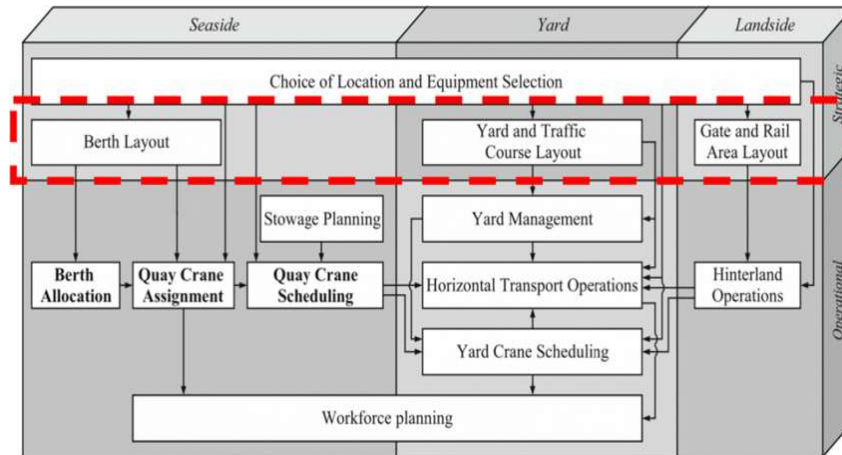 Seaside
Yard
Landside
Choice of Location and Equipment Selection
Strategic
Berth Layout
Yard and Traffic
Course Layout
Gate and Rail
Area Layout
Stowage Planning
Yard Management
Berth
Allocation
Quay Crane
Assignment
Quay Crane
Scheduling
Horizontal Transport Operations
Hinterland
Operations
Operational
Yard Crane Scheduling
Workforce planning